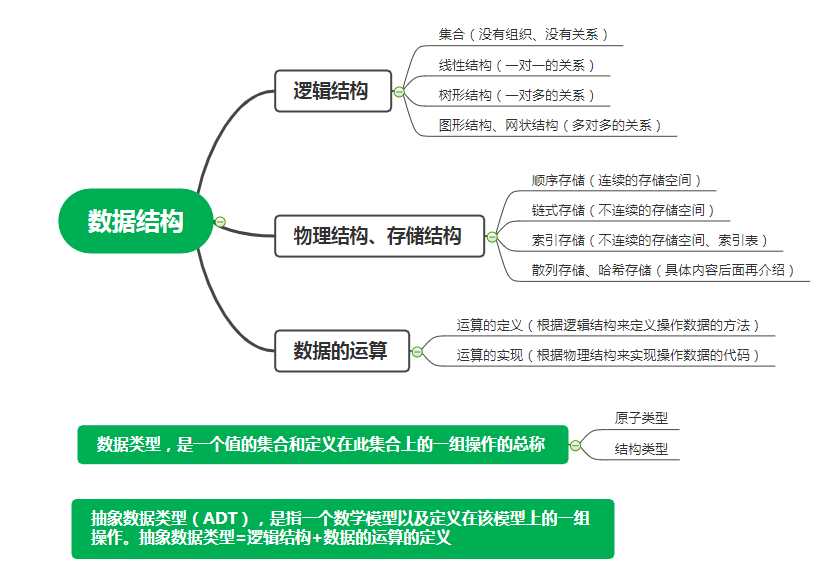 数据结构
逻辑结构
集合（没有组织、没有关系）
线性结构（一对一的关系）
树形结构（一对多的关系）
图形结构、网状结构（多对多的关系）
物理结构、存储结构
顺序存储（连续的存储空间）
链式存储（不连续的存储空间）
索引存储（不连续的存储空间、索引表）
散列存储、哈希存储（具体内容后面再介绍）
数据的运算
运算的定义（根据逻辑结构来定义操作数据的方法）
运算的实现（根据物理结构来实现操作数据的代码）
数据类型，是一个值的集合和定义在此集合上的一组操作的总称
原子类型
结构类型
抽象数据类型（ADT），是指一个数学模型以及定义在该模型上的一组
操作。抽象数据类型=逻辑结构+数据的运算的定义